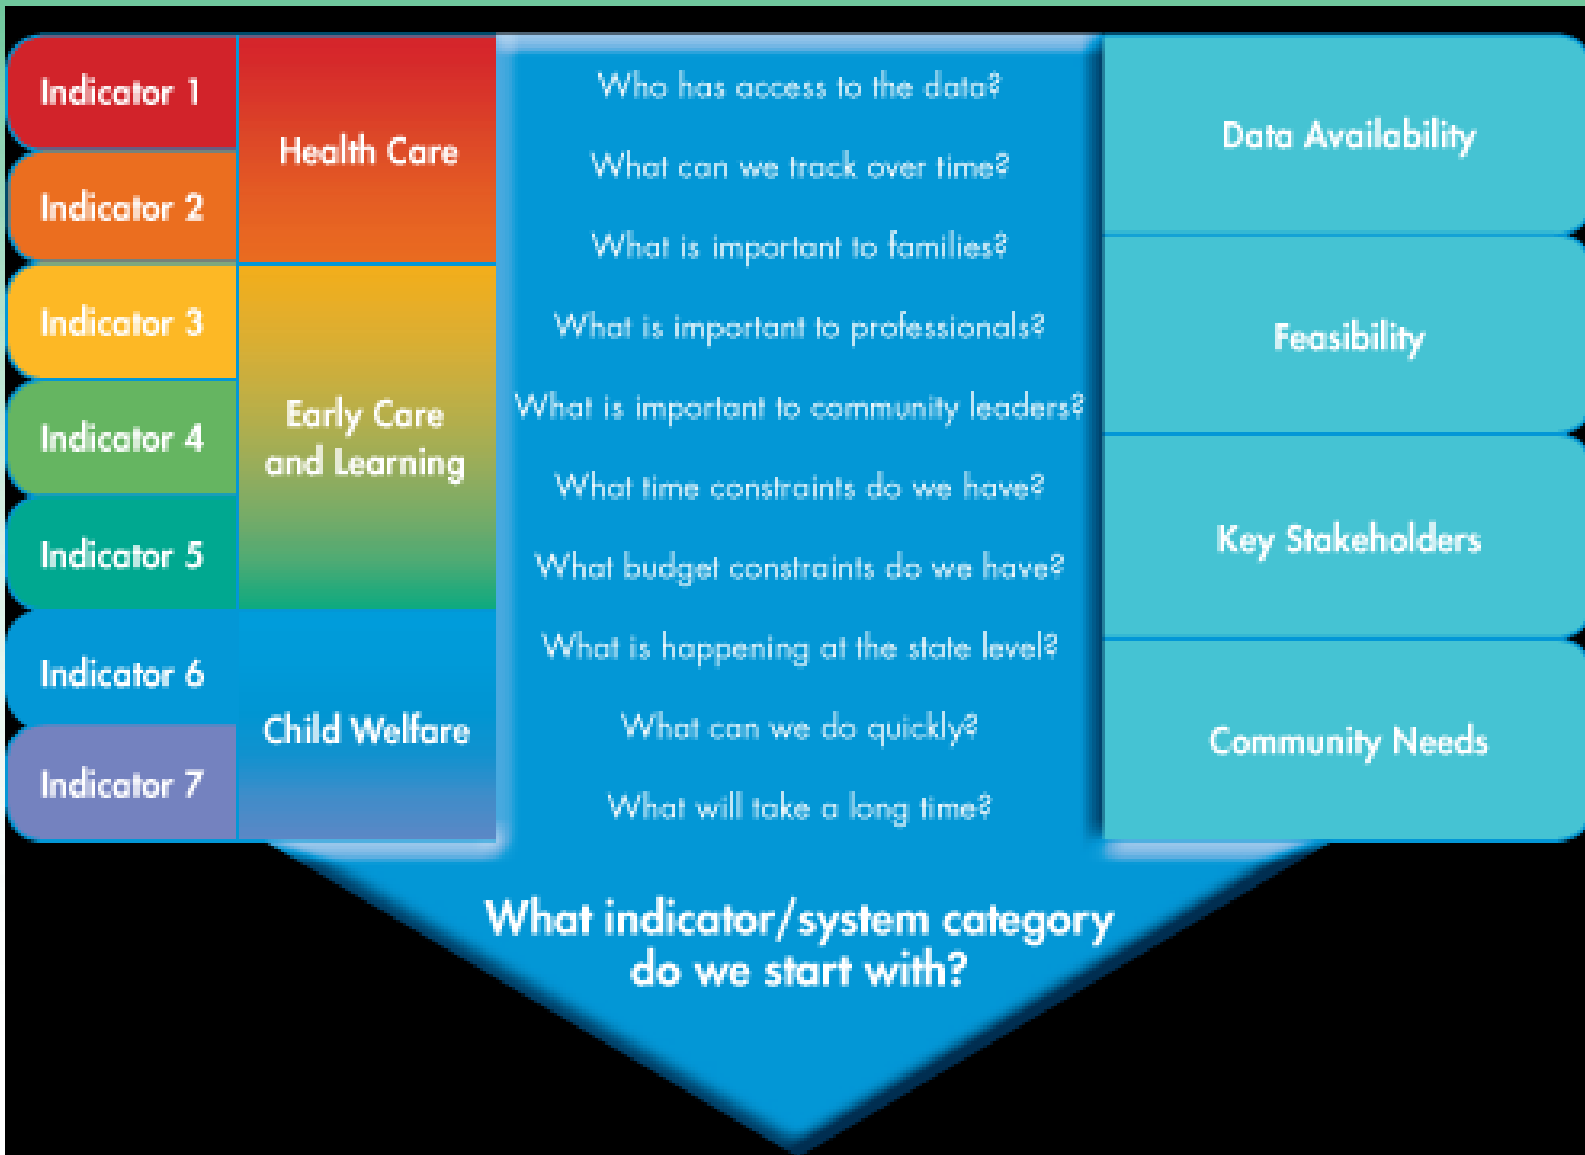 Indicator 1
Indicator 2
Indicator 3
Indicator 4
Indicator 5
Indicator 6
Indicator 7
Health Care
Early Care
and Learning
Child Welfare
Who has access to the data?
What can we track over time?
What is important to families?
What is important to professionals?
What is important to community leaders?
What time constraints do we have?
What budget constraints do we have?
What is happening at the state level?
What can we do quickly?
What will take a long time?
Data Availability
Feasibility
Key Stakeholders
Community Needs
What indicator/system category
do we start with?